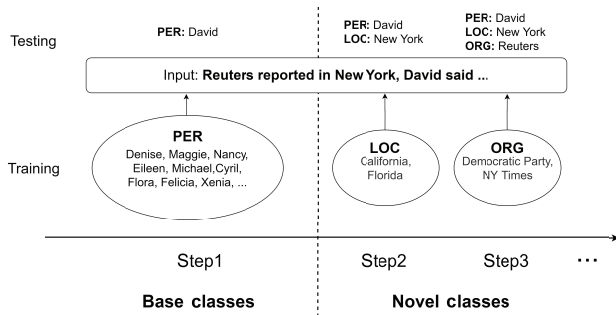 Testing
PER: David
PER: David
LOC: New York
PER: David
LOC: New York
ORG: Reuters
Input: Reuters reported in New York, David said ...
Training
PER
Denise, Maggie, Nancy,
Eileen, Michael,Cyril,
Flora, Felicia, Xenia, ...
LOC
California,
Florida
ORG
Democratic Party,
NY Times
Step1
Step2
Step3
...
Base classes
Novel classes